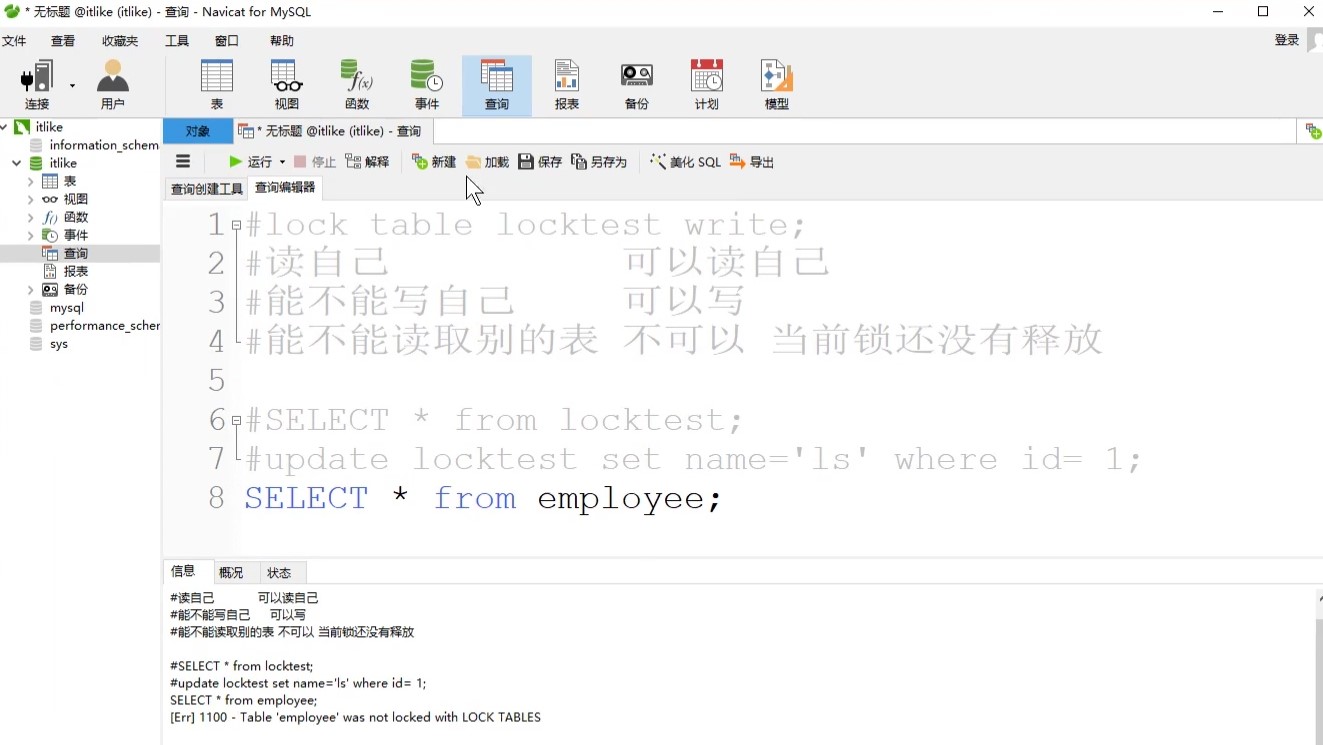 * 无标题 @itlike (itlike) - 查询 - Navicat for MySQL
文件 查看 收藏夹 工具 窗口 帮助 登录
连接 用户 表 视图 函数 事件 查询 报表 备份 计划 模型
itlike
information_schem
itlike
表
视图
函数
事件
查询
报表
备份
mysql
performance_scher
sys
对象 * 无标题 @itlike (itlike) - 查询
运行 停止 解释 新建 加载 保存 另存为 美化 SQL 导出
查询创建工具 查询编辑器
1 #lock table locktest write;
2 #读自己 可以读自己
3 #能不能写自己 可以写
4 #能不能读取别的表 不可以 当前锁还没有释放
5
6 #SELECT * from locktest;
7 #update locktest set name='ls' where id= 1;
8 SELECT * from employee;
信息 概况 状态
#读自己 可以读自己
#能不能写自己 可以写
#能不能读取别的表 不可以 当前锁还没有释放
#SELECT * from locktest;
#update locktest set name='ls' where id= 1;
SELECT * from employee;
[Err] 1100 - Table 'employee' was not locked with LOCK TABLES